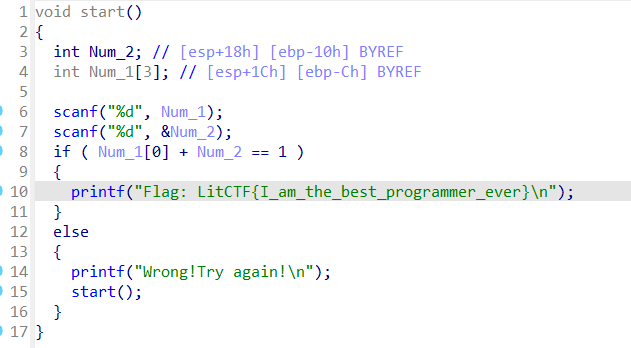 1 void start()
2 {
3 int Num_2; // [esp+18h] [ebp-10h] BYREF
4 int Num_1[3]; // [esp+1Ch] [ebp-Ch] BYREF
5
6 scanf("%d", Num_1);
7 scanf("%d", &Num_2);
8 if ( Num_1[0] + Num_2 == 1 )
9 {
10 printf("Flag: LitCTF{I_am_the_best_programmer_ever}\n");
11 }
12 else
13 {
14 printf("Wrong!Try again!\n");
15 start();
16 }
17 }